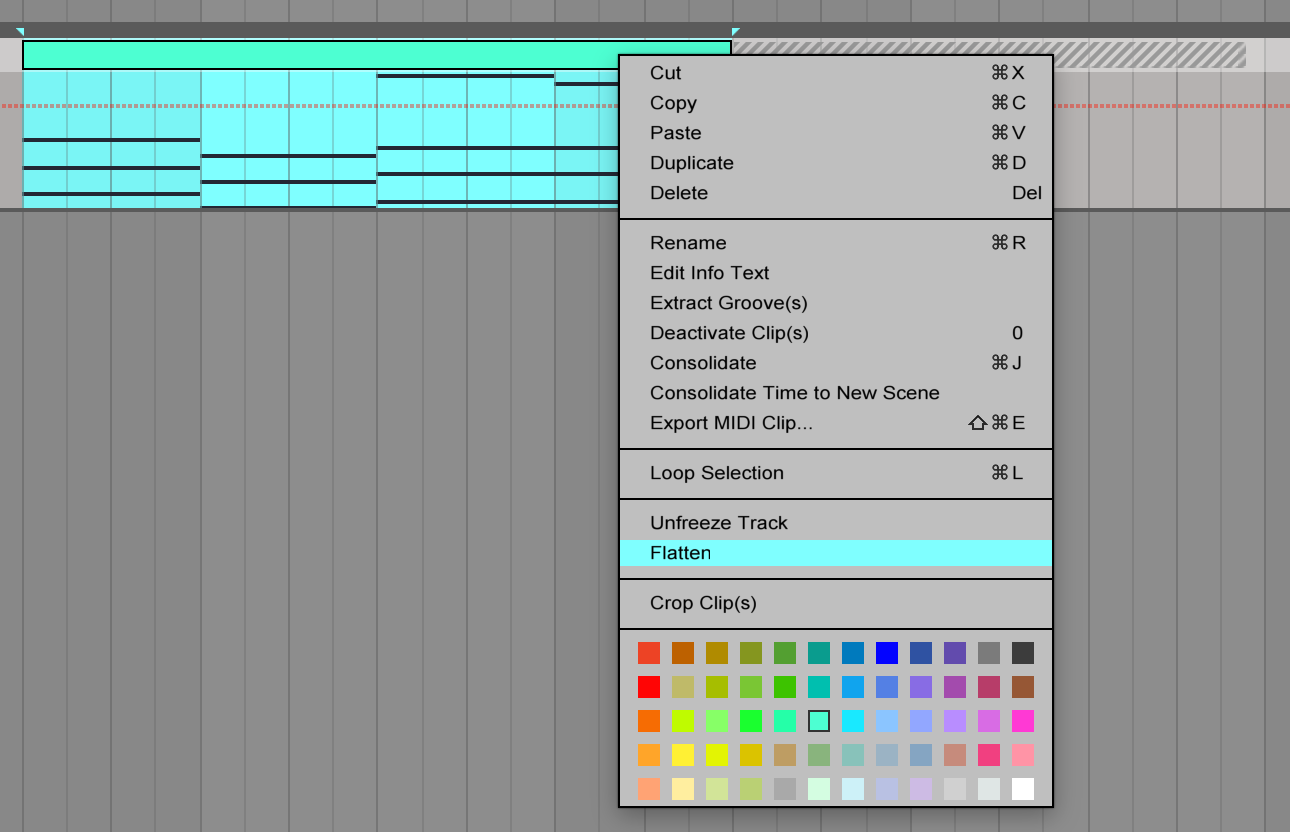 Cut ⌘X
Copy ⌘C
Paste ⌘V
Duplicate ⌘D
Delete Del
Rename ⌘R
Edit Info Text
Extract Groove(s)
Deactivate Clip(s) 0
Consolidate ⌘J
Consolidate Time to New Scene
Export MIDI Clip... ⇧⌘E
Loop Selection ⌘L
Unfreeze Track
Flatten
Crop Clip(s)